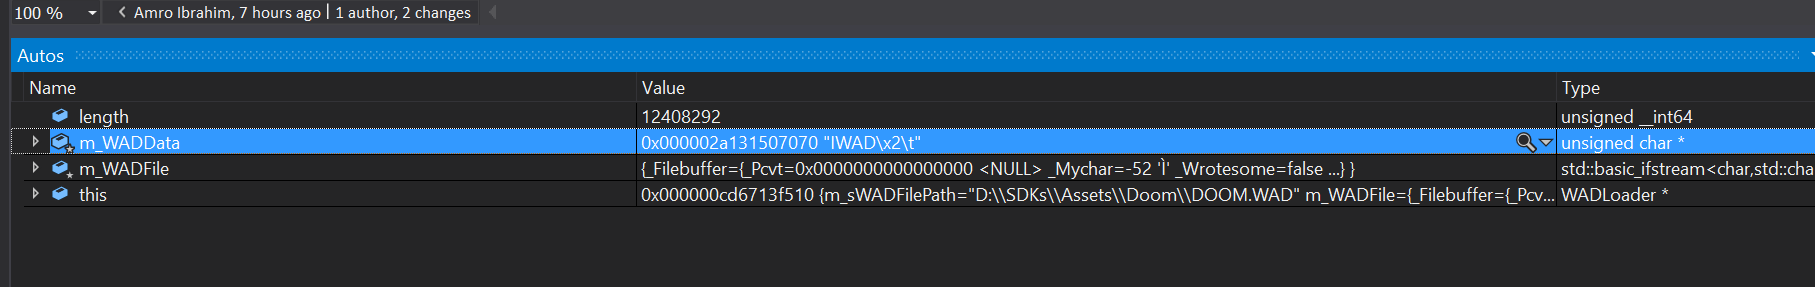 100 % Amro Ibrahim, 7 hours ago | 1 author, 2 changes
Autos
Name Value Type
length 12408292 unsigned __int64
m_WADData 0x000002a131507070 "IWAD\x2\t" unsigned char *
m_WADFile {_Filebuffer={_Pcvt=0x0000000000000000 <NULL> _Mychar=-52 'Ì' _Wrotesome=false ...} } std::basic_ifstream<char,std::cha
this 0x000000cd6713f510 {m_sWADFilePath="D:\\SDKs\\Assets\\Doom\\DOOM.WAD" m_WADFile={_Filebuffer={_Pcv... WADLoader *